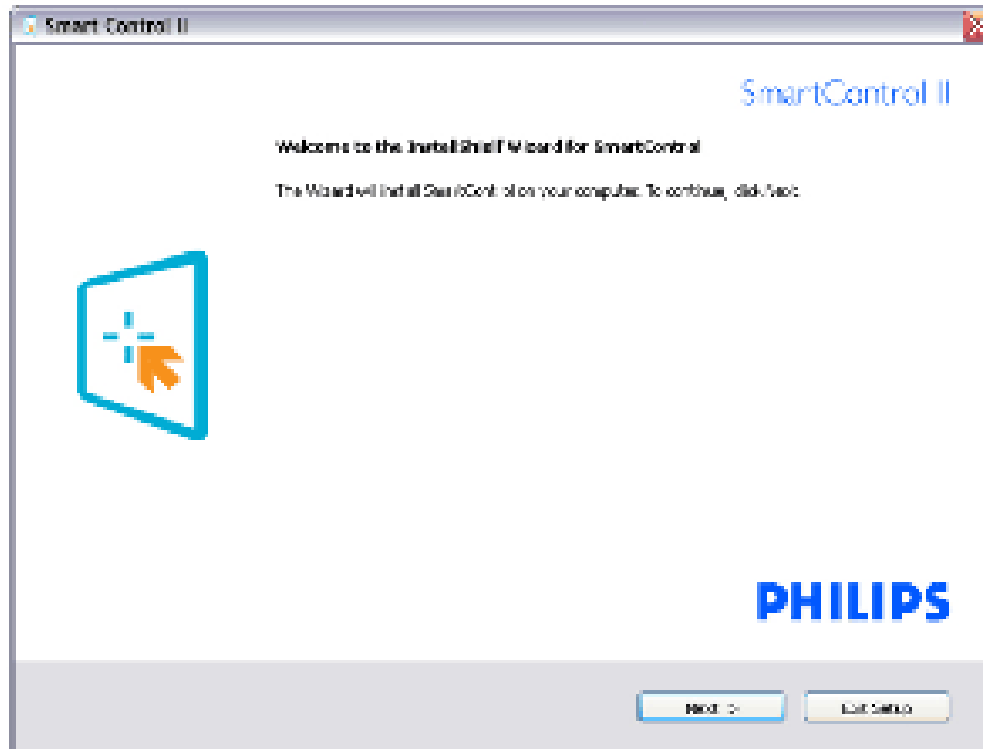 Smart Control II
SmartControl II
Welcome to the InstallShield Wizard for SmartControl
The Wizard will install SmartControl on your computer. To continue, click Next.
PHILIPS
Next >
Exit Setup